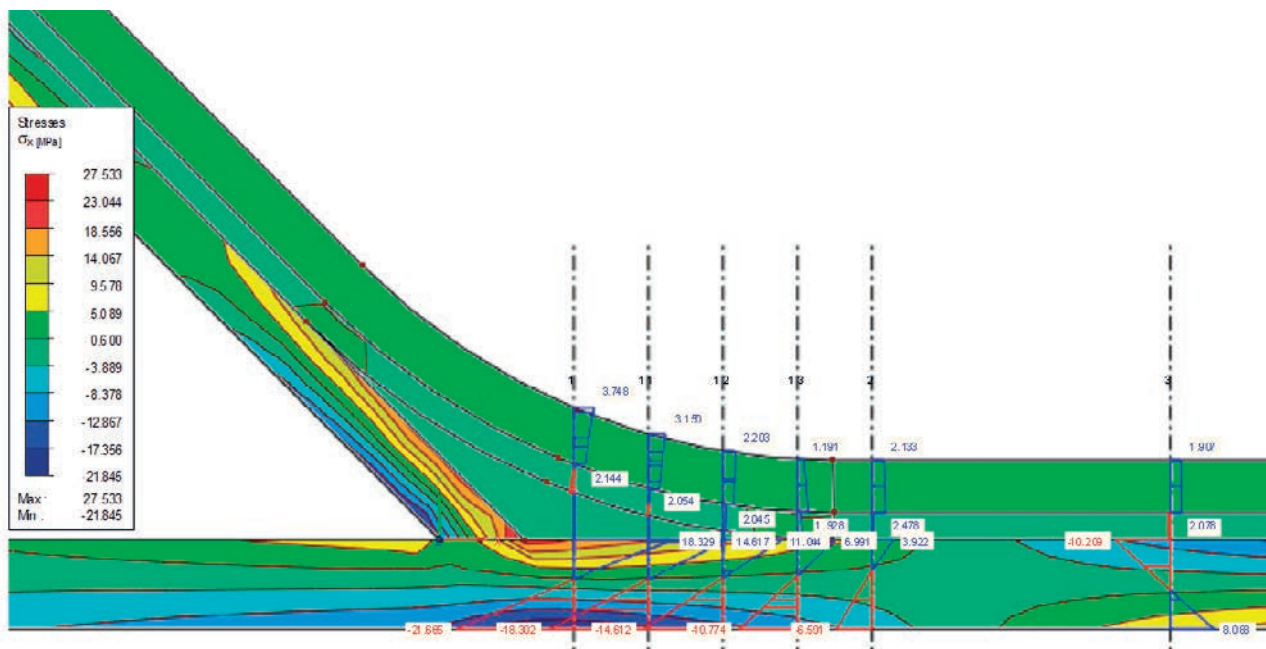 Stresses
σx [MPa]
27.533
23.044
18.556
14.067
9.578
5.089
0.600
-3.889
-8.378
-12.867
-17.356
-21.845
Max : 27.533
Min : -21.845
1 11 12 13 2 3
3.748
3.150
2.203
1.191 2.133 1.907
2.144
2.054
2.045
1.928 2.478 2.078
18.329 14.617 11.044 6.991 3.922 -10.209
-21.665 -18.302 -14.612 -10.774 -6.591 8.068